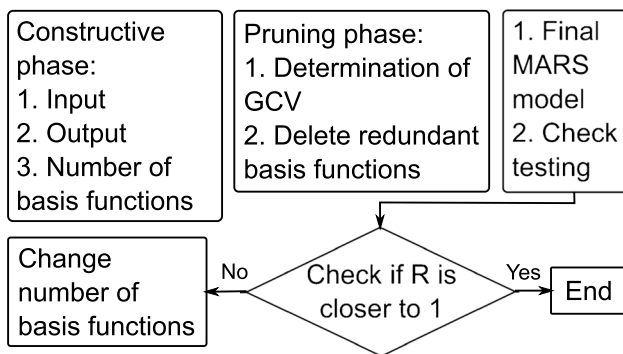 Constructive
phase:
1. Input
2. Output
3. Number of
basis functions
Pruning phase:
1. Determination of
GCV
2. Delete redundant
basis functions
1. Final
MARS
model
2. Check
testing
Check if R is
closer to 1
No
Yes
Change
number of
basis functions
End